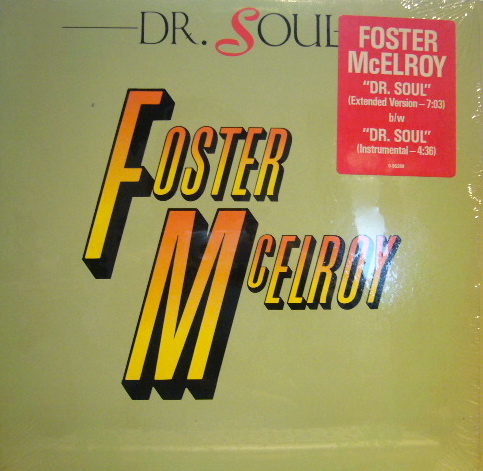 DR. SOUL
FOSTER
McELROY
"DR. SOUL"
(Extended Version–7:03)
b/w
"DR. SOUL"
(Instrumental–4:36)
FOSTER
MCELROY